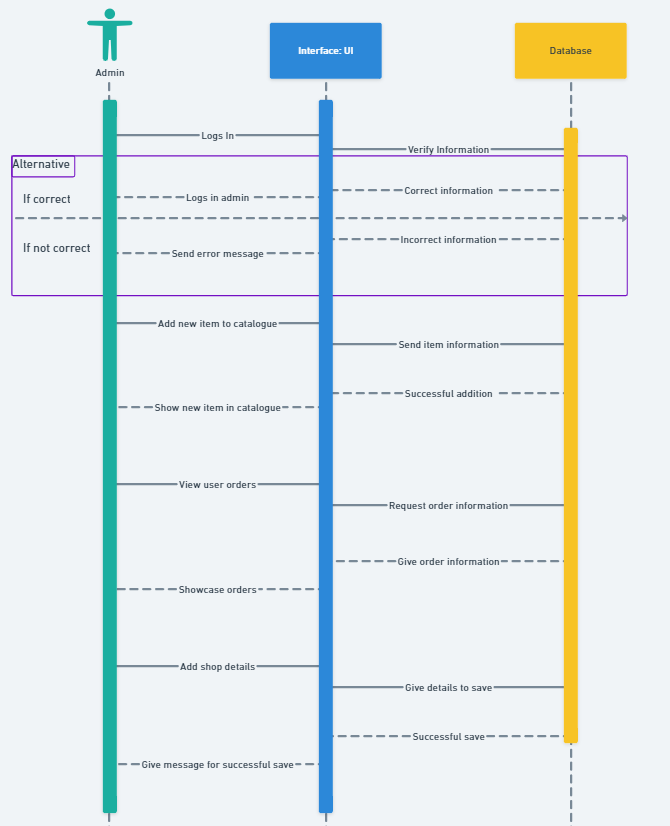 Admin
Interface: UI
Database
Logs In
Verify Information
Alternative
If correct
Logs in admin
Correct information
If not correct
Incorrect information
Send error message
Add new item to catalogue
Send item information
Successful addition
Show new item in catalogue
View user orders
Request order information
Give order information
Showcase orders
Add shop details
Give details to save
Successful save
Give message for successful save